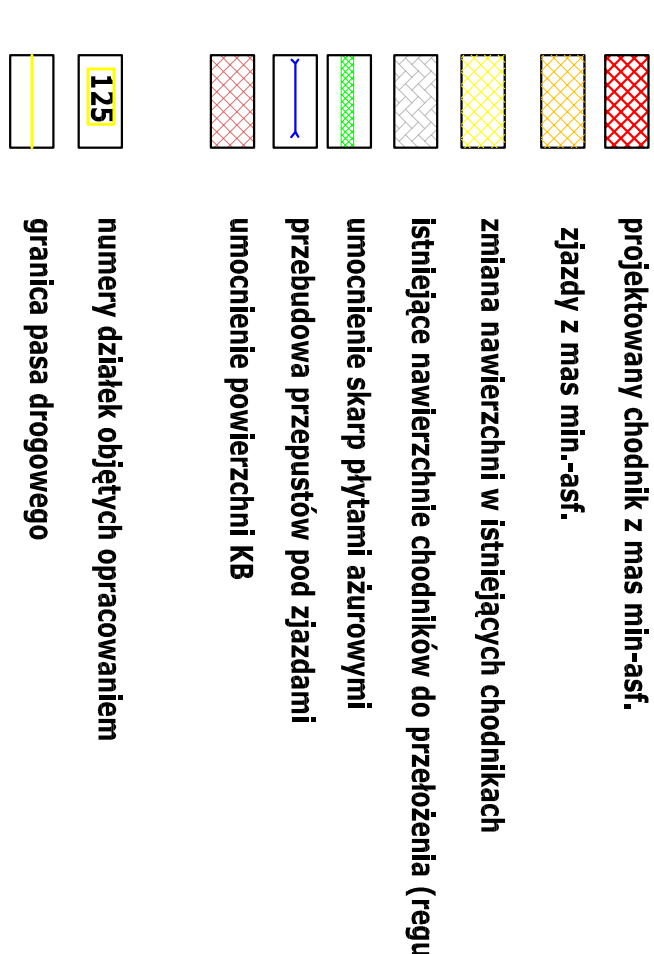 projektowany chodnik z mas min-asf.
zjazdy z mas min.-asf.
zmiana nawierzchni w istniejących chodnikach
istniejące nawierzchnie chodników do przełożenia (regu
umocnienie skarp płytami ażurowymi
przebudowa przepustów pod zjazdami
umocnienie powierzchni KB
125 numery działek objętych opracowaniem
granica pasa drogowego